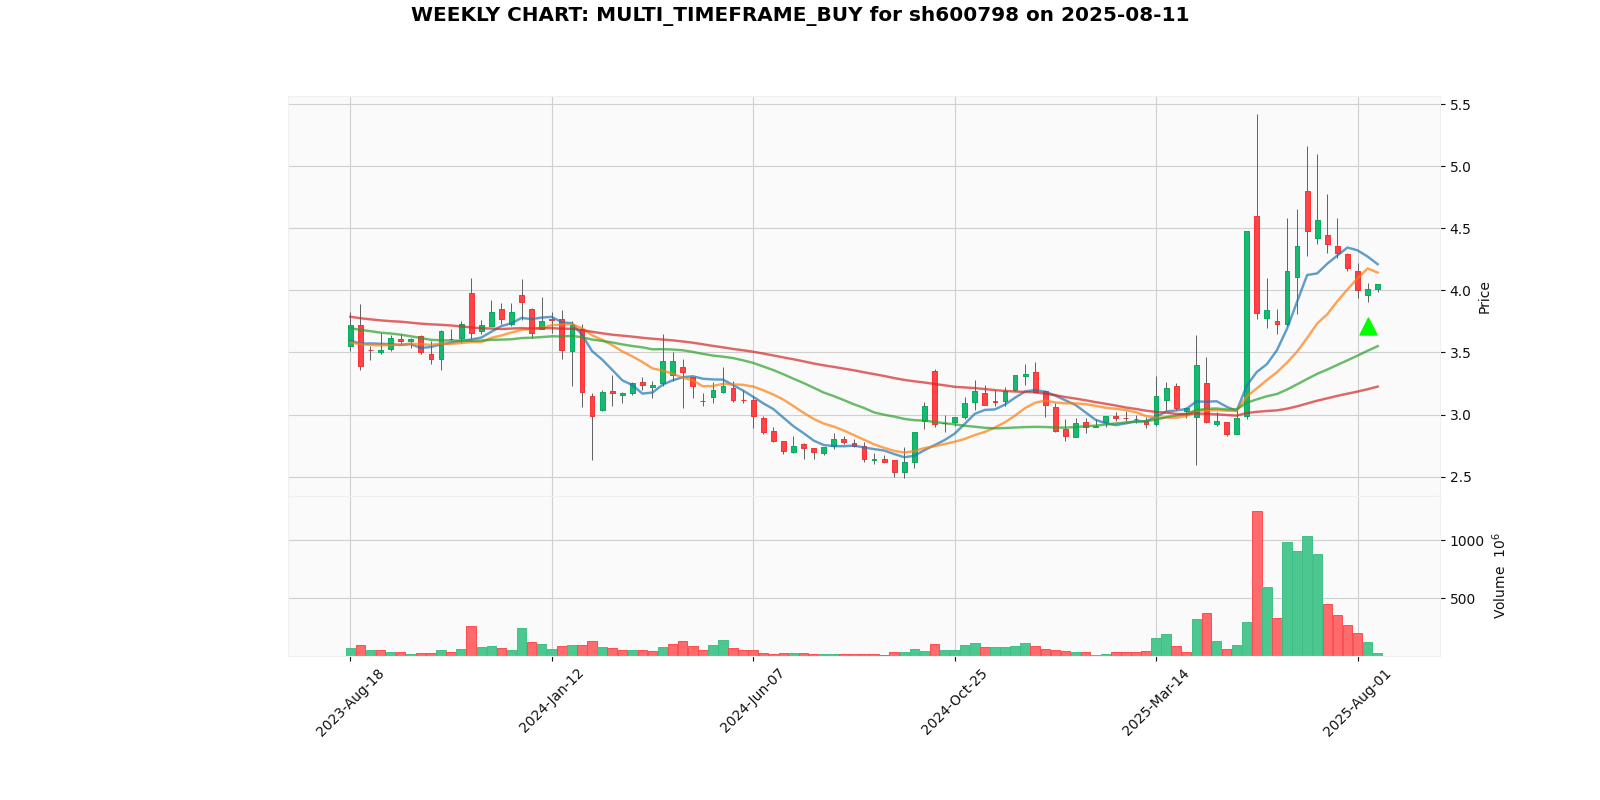 WEEKLY CHART: MULTI_TIMEFRAME_BUY for sh600798 on 2025-08-11
5.5
5.0
4.5
4.0
3.5
3.0
2.5
Price
1000
500
Volume 10^6
2023-Aug-18
2024-Jan-12
2024-Jun-07
2024-Oct-25
2025-Mar-14
2025-Aug-01